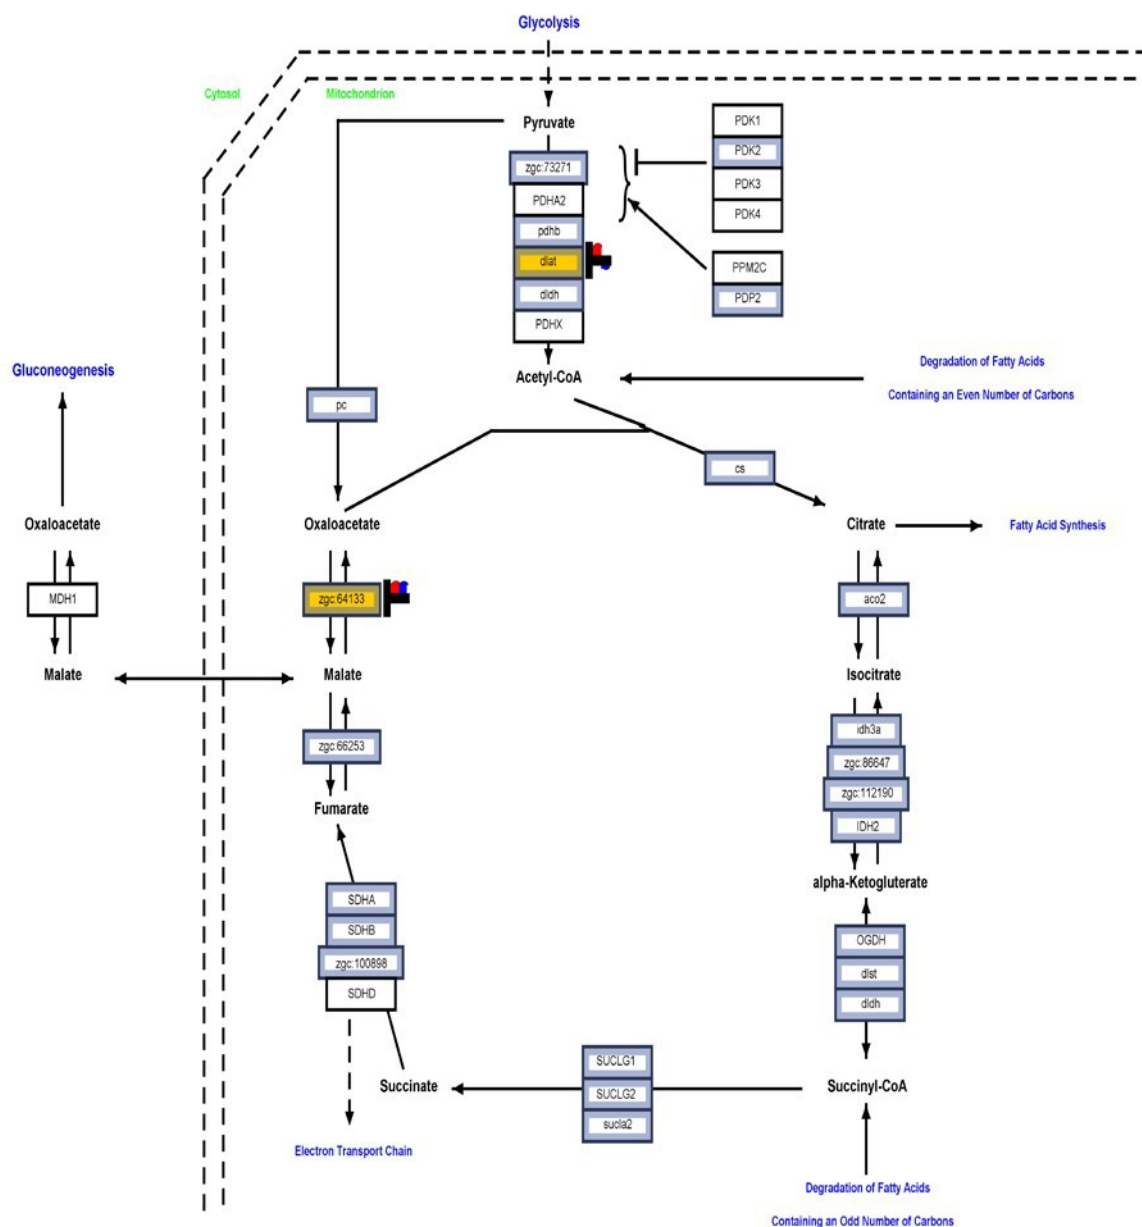 Glycolysis
Cytosol
Mitochondrion
Pyruvate
PDK1
PDK2
PDK3
PDK4
zgc:73271
PDHA2
pdhb
dlat
dldh
PDHX
PPM2C
PDP2
Acetyl-CoA
Degradation of Fatty Acids
Containing an Even Number of Carbons
Gluconeogenesis
pc
cs
Oxaloacetate
Oxaloacetate
Citrate
Fatty Acid Synthesis
MDH1
zgc:64133
aco2
Malate
Malate
Isocitrate
zgc:66253
idh3a
zgc:86647
zgc:112190
IDH2
Fumarate
alpha-Ketogluterate
SDHA
SDHB
zgc:100898
SDHD
OGDH
dlst
dldh
SUCLG1
SUCLG2
sucla2
Succinate
Succinyl-CoA
Electron Transport Chain
Degradation of Fatty Acids
Containing an Odd Number of Carbons